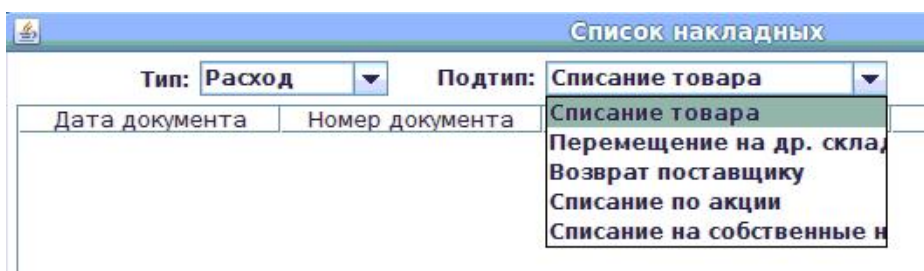 Список накладных
Тип: Расход Подтип: Списание товара
Дата документа Номер документа Списание товара
Перемещение на др. склад
Возврат поставщику
Списание по акции
Списание на собственные н